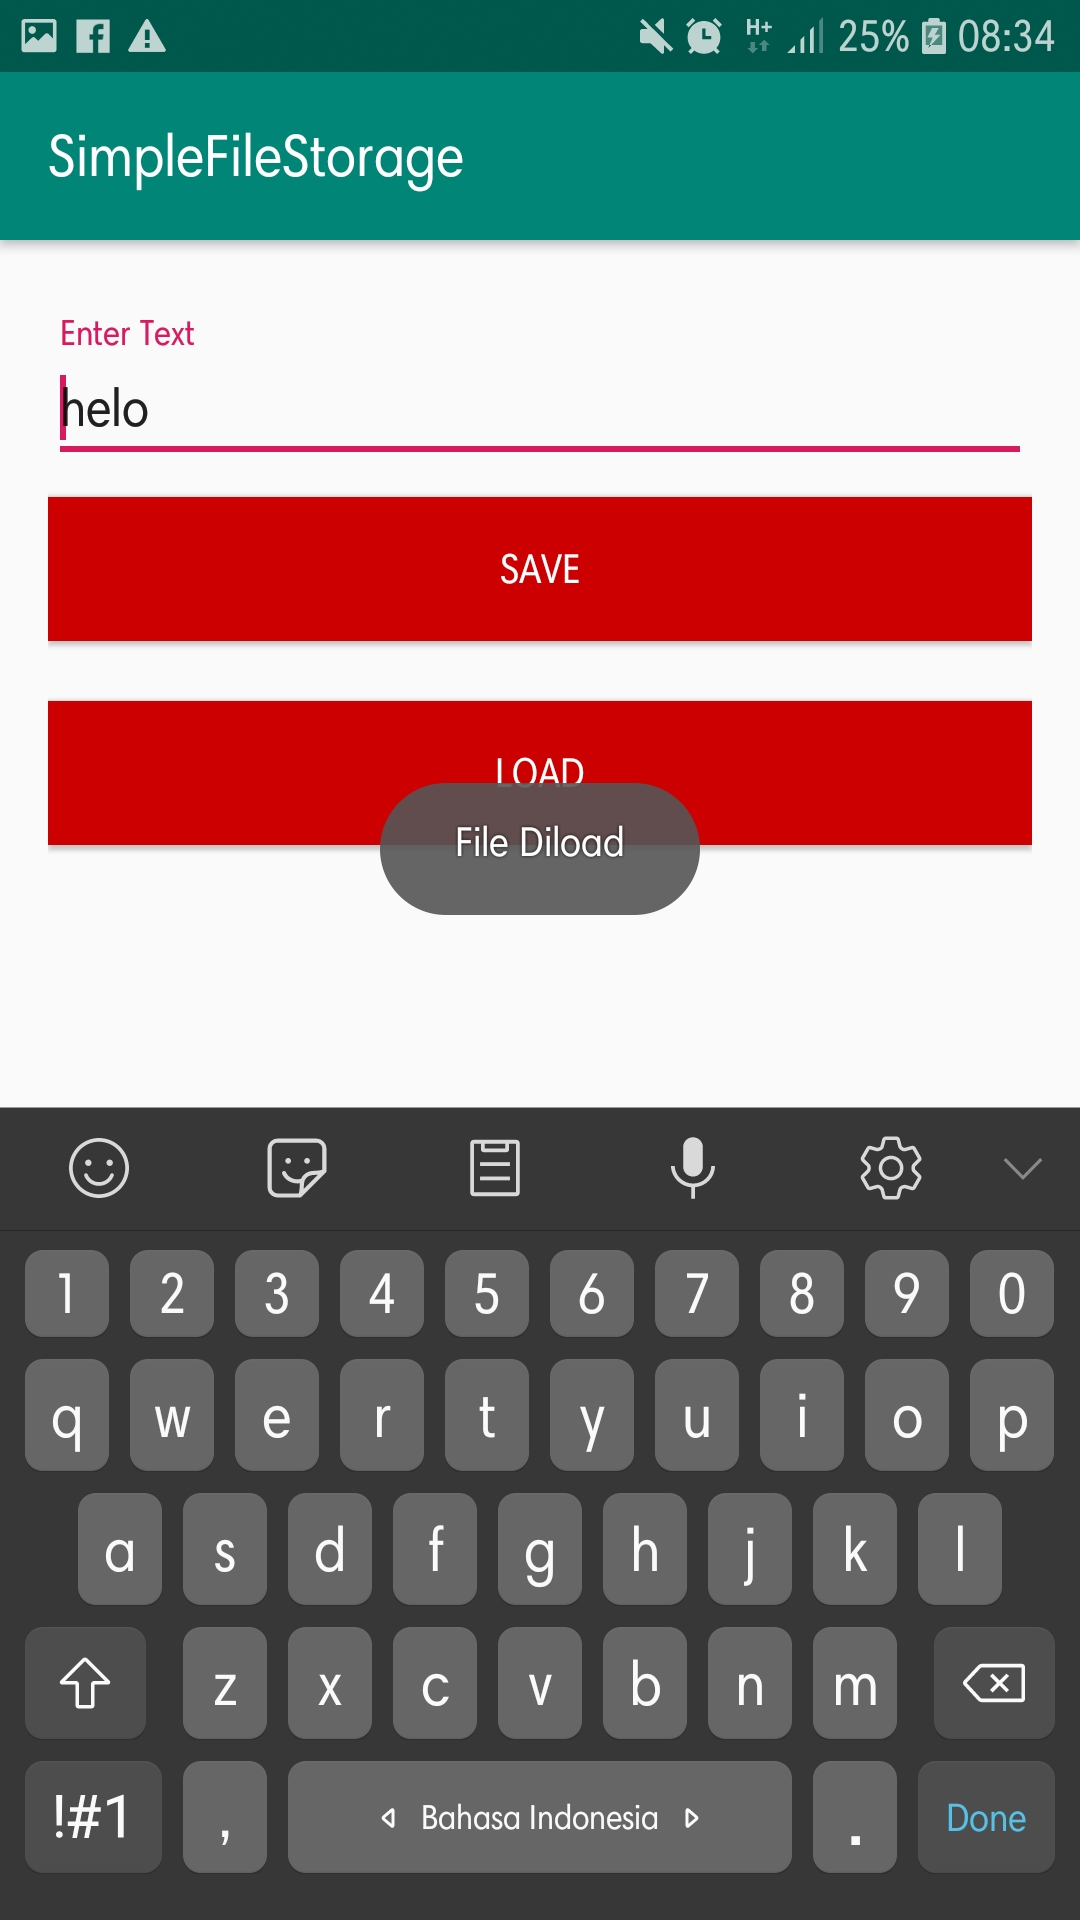 H+ 25% 08:34
SimpleFileStorage
Enter Text
helo
SAVE
LOAD
File Diload
1 2 3 4 5 6 7 8 9 0
q w e r t y u i o p
a s d f g h j k l
z x c v b n m
!#1 , Bahasa Indonesia . Done